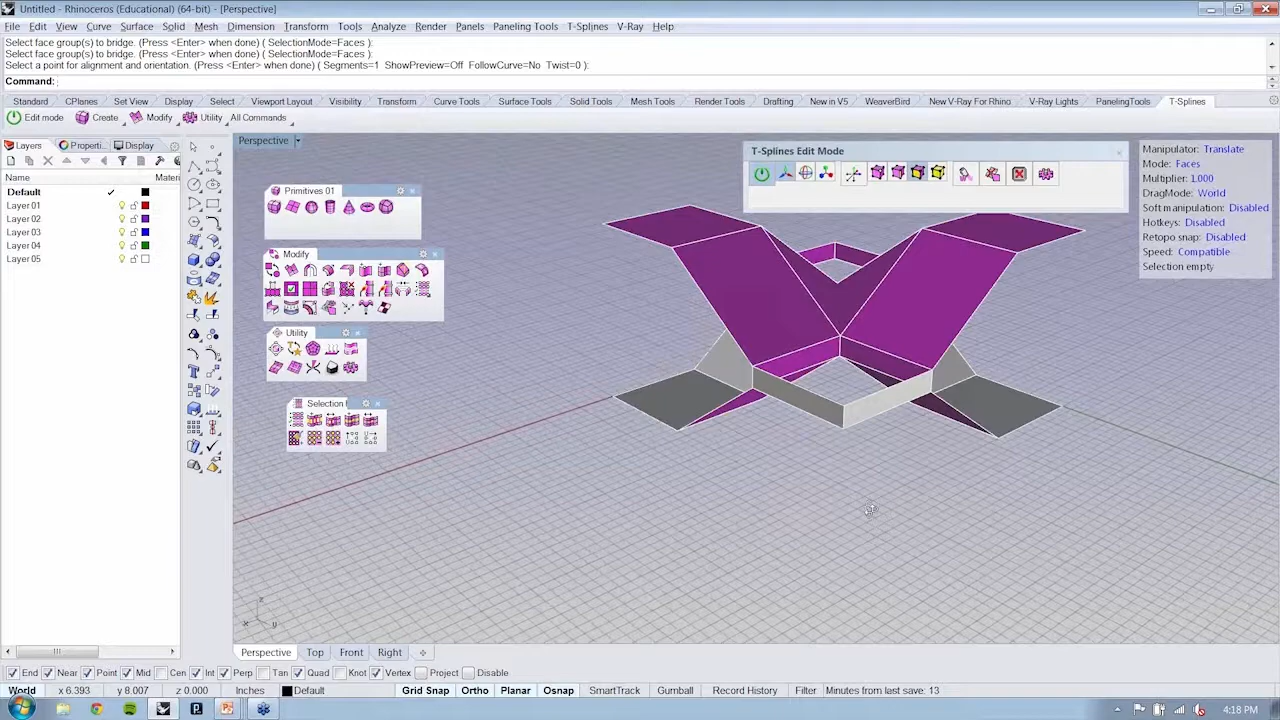 Untitled - Rhinoceros (Educational) (64-bit) - [Perspective]
File Edit View Curve Surface Solid Mesh Dimension Transform Tools Analyze Render Panels Paneling Tools T-Splines V-Ray Help
Select face group(s) to bridge. (Press <Enter> when done) ( SelectionMode=Faces ):
Select face group(s) to bridge. (Press <Enter> when done) ( SelectionMode=Faces ):
Select a point for alignment and orientation. (Press <Enter> when done) ( Segments=1 ShowPreview=Off FollowCurve=No Twist=0 ):
Command:
Standard CPlanes Set View Display Select Viewport Layout Visibility Transform Curve Tools Surface Tools Solid Tools Mesh Tools Render Tools Drafting New in V5 WeaverBird New V-Ray For Rhino V-Ray Lights PanelingTools T-Splines
Edit mode Create Modify Utility All Commands
Layers Properti... Display
Perspective
T-Splines Edit Mode
Manipulator: Translate
Mode: Faces
Multiplier: 1.000
DragMode: World
Soft manipulation: Disabled
Hotkeys: Disabled
Retopo snap: Disabled
Speed: Compatible
Selection empty
Name Materi
Default
Layer 01
Layer 02
Layer 03
Layer 04
Layer 05
Primitives 01
Modify
Utility
Selection
z
x y
Perspective Top Front Right
End Near Point Mid Cen Int Perp Tan Quad Knot Vertex Project Disable
World x 6.393 y 8.007 z 0.000 Inches Default Grid Snap Ortho Planar Osnap SmartTrack Gumball Record History Filter Minutes from last save: 13
4:18 PM